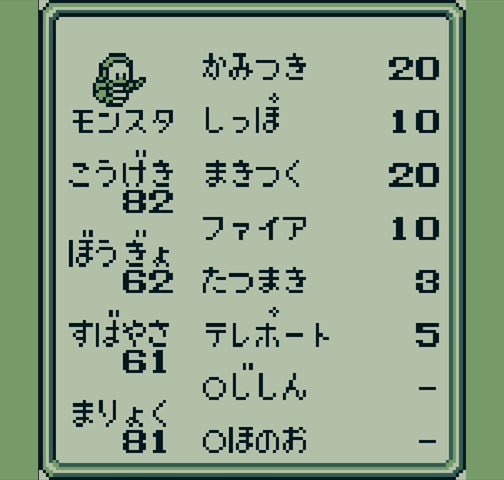 かみつき 20
モンスタ しっぽ 10
こうげき まきつく 20
82
ファイア 10
ぼうぎょ
62 たつまき 8
すばやさ テレポート 5
61
○じしん -
まりょく
81 ○ほのお -